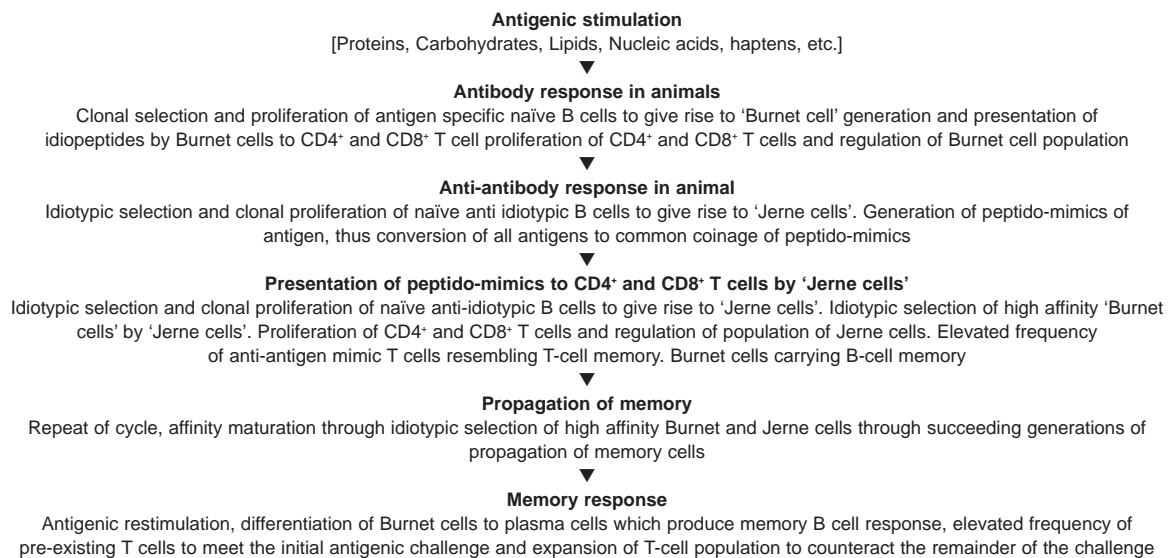 Antigenic stimulation
[Proteins, Carbohydrates, Lipids, Nucleic acids, haptens, etc.]
▼
Antibody response in animals
Clonal selection and proliferation of antigen specific naïve B cells to give rise to ‘Burnet cell’ generation and presentation of
idiopeptides by Burnet cells to CD4⁺ and CD8⁺ T cell proliferation of CD4⁺ and CD8⁺ T cells and regulation of Burnet cell population
▼
Anti-antibody response in animal
Idiotypic selection and clonal proliferation of naïve anti idiotypic B cells to give rise to ‘Jerne cells’. Generation of peptido-mimics of
antigen, thus conversion of all antigens to common coinage of peptido-mimics
▼
Presentation of peptido-mimics to CD4⁺ and CD8⁺ T cells by ‘Jerne cells’
Idiotypic selection and clonal proliferation of naïve anti-idiotypic B cells to give rise to ‘Jerne cells’. Idiotypic selection of high affinity ‘Burnet
cells’ by ‘Jerne cells’. Proliferation of CD4⁺ and CD8⁺ T cells and regulation of population of Jerne cells. Elevated frequency
of anti-antigen mimic T cells resembling T-cell memory. Burnet cells carrying B-cell memory
▼
Propagation of memory
Repeat of cycle, affinity maturation through idiotypic selection of high affinity Burnet and Jerne cells through succeeding generations of
propagation of memory cells
▼
Memory response
Antigenic restimulation, differentiation of Burnet cells to plasma cells which produce memory B cell response, elevated frequency of
pre-existing T cells to meet the initial antigenic challenge and expansion of T-cell population to counteract the remainder of the challenge